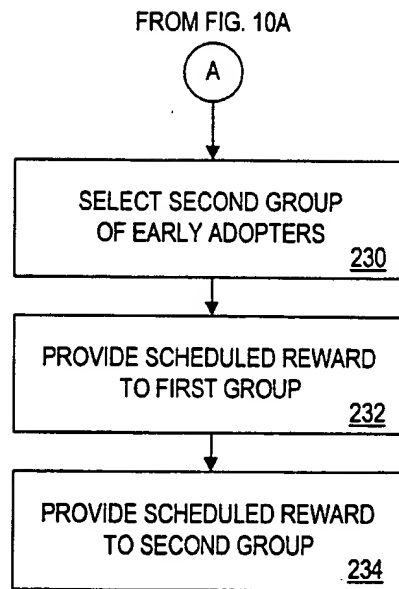 FROM FIG. 10A
A
SELECT SECOND GROUP
OF EARLY ADOPTERS
230
PROVIDE SCHEDULED REWARD
TO FIRST GROUP
232
PROVIDE SCHEDULED REWARD
TO SECOND GROUP
234